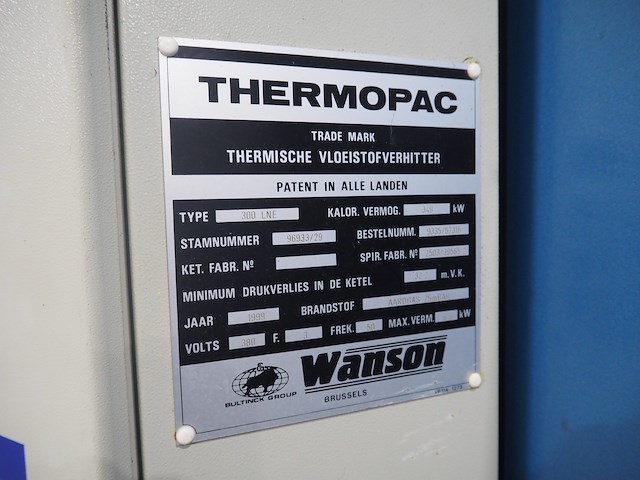 THERMOPAC
TRADE MARK
THERMISCHE VLOEISTOFVERHITTER
PATENT IN ALLE LANDEN
TYPE 300 LNE KALOR. VERMOG. kW
STAMNUMMER 96933/29 BESTELNUMM.
KET. FABR. Nº SPIR. FABR. Nº
MINIMUM DRUKVERLIES IN DE KETEL m.V.K.
JAAR 1999 BRANDSTOF AARDGAS
VOLTS 380 F. 3 FREK. 50 MAX. VERM. kW
Wanson
BULTINCK GROUP
BRUSSELS